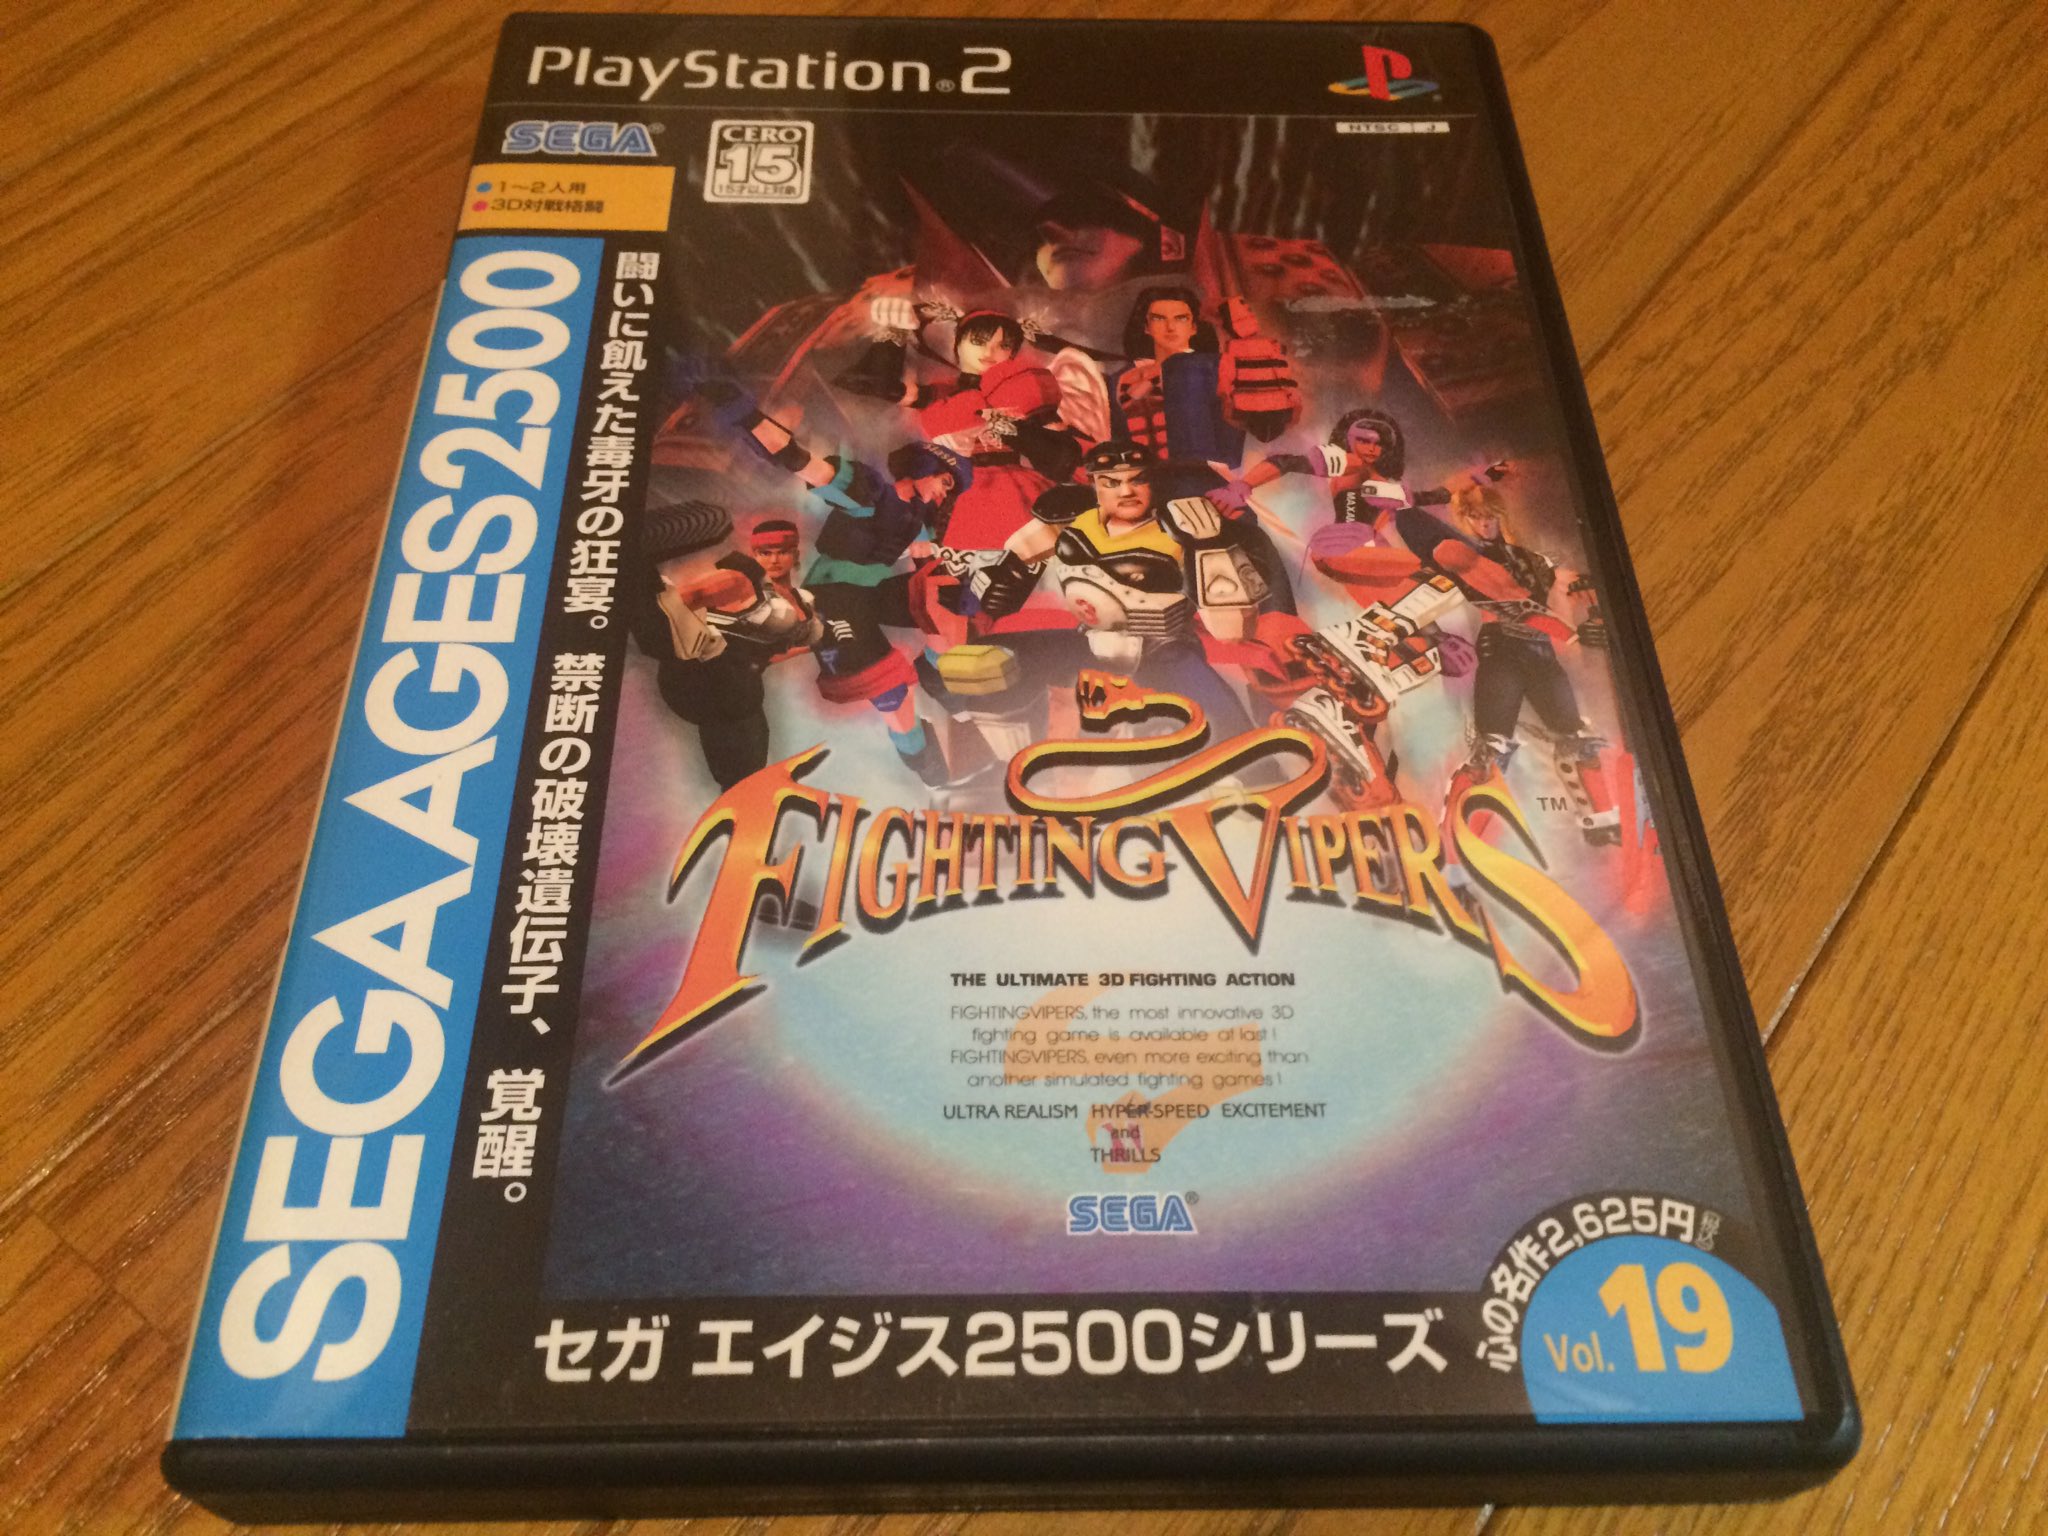 PlayStation®2
SEGA®
CERO
15
15才以上対象
NTSC J
1〜2人用
3D対戦格闘
SEGA AGES 2500
闘いに飢えた毒牙の狂宴。禁断の破壊遺伝子、覚醒。
flash
FIGHTING VIPERS™
THE ULTIMATE 3D FIGHTING ACTION
FIGHTINGVIPERS, the most innovative 3D
fighting game is available at last!
FIGHTINGVIPERS, even more exciting than
another simulated fighting games!
ULTRA REALISM HYPER-SPEED EXCITEMENT
and
THRILLS
SEGA®
セガ エイジス2500シリーズ
心の名作2,625円(税込)
Vol. 19